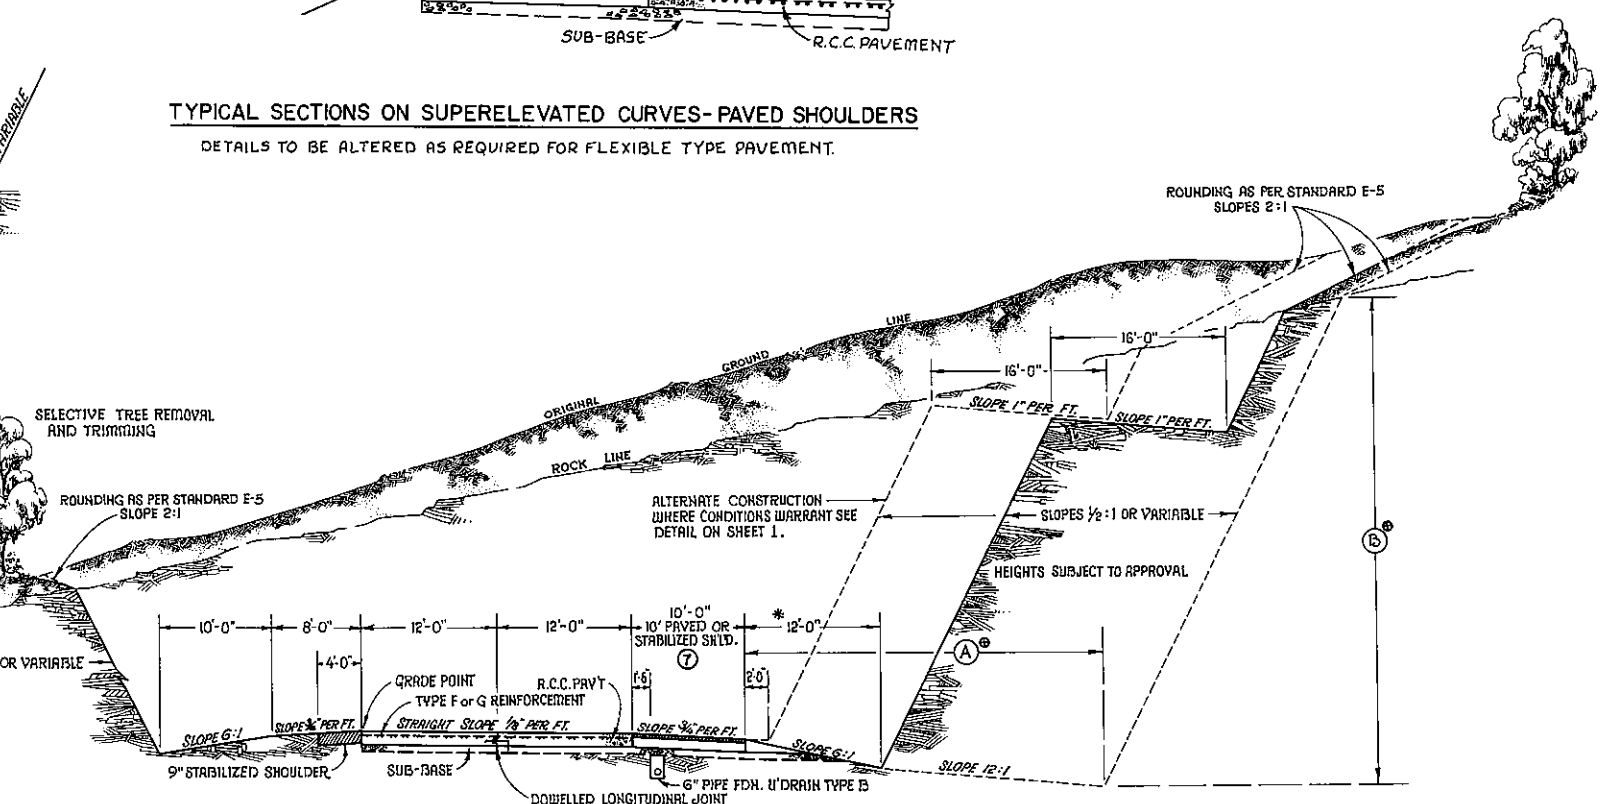 SUB-BASE
R.C.C. PAVEMENT
VARIABLE
TYPICAL SECTIONS ON SUPERELEVATED CURVES-PAVED SHOULDERS
DETAILS TO BE ALTERED AS REQUIRED FOR FLEXIBLE TYPE PAVEMENT.
ROUNDING AS PER STANDARD E-5
SLOPES 2:1
ORIGINAL GROUND LINE
16'-0"
16'-0"
SLOPE 1" PER FT.
SLOPE 1" PER FT.
SELECTIVE TREE REMOVAL
AND TRIMMING
ROCK LINE
ROUNDING AS PER STANDARD E-5
SLOPE 2:1
ALTERNATE CONSTRUCTION
WHERE CONDITIONS WARRANT SEE
DETAIL ON SHEET 1.
SLOPES 1/2:1 OR VARIABLE
B ⊕
HEIGHTS SUBJECT TO APPROVAL
10'-0"
8'-0"
12'-0"
12'-0"
10'-0"
10' PAVED OR
STABILIZED SH'LD.
7
* 12'-0"
A ⊕
OR VARIABLE
4'-0"
GRADE POINT
TYPE F or G REINFORCEMENT
R.C.C. PAV'T
1'-6"
2'-0"
SLOPE 6:1
SLOPE 3/4" PER FT.
STRAIGHT SLOPE 1/8" PER FT.
SLOPE 3/4" PER FT.
SLOPE 6:1
SLOPE 12:1
9" STABILIZED SHOULDER
SUB-BASE
6" PIPE FDN. U'DRAIN TYPE B
DOWELLED LONGITUDINAL JOINT